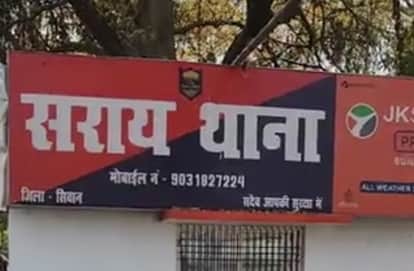 सराय थाना
मोबाईल नं - 9031827224
जिला - सिवान
सदैव आपकी सुरक्षा में
JKS
ALL WEATHER